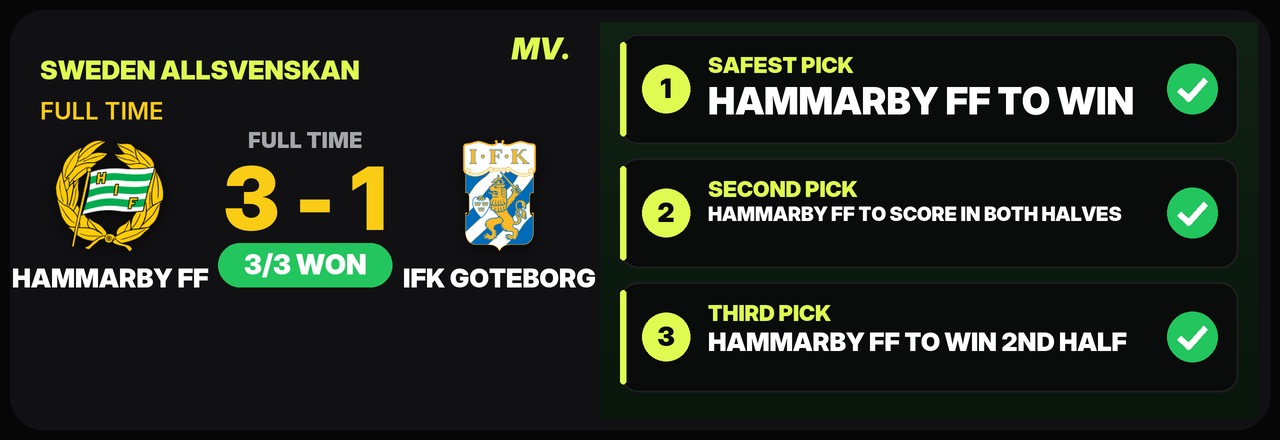 MV.
SWEDEN ALLSVENSKAN
FULL TIME
FULL TIME
H I F
I·F·K
3 - 1
3/3 WON
HAMMARBY FF
IFK GOTEBORG
1
SAFEST PICK
HAMMARBY FF TO WIN
2
SECOND PICK
HAMMARBY FF TO SCORE IN BOTH HALVES
3
THIRD PICK
HAMMARBY FF TO WIN 2ND HALF